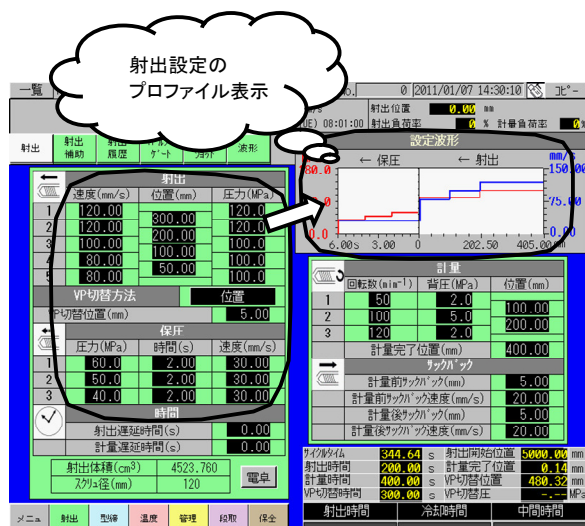 射出設定の
プロファイル表示
一覧 0 2011/01/07 14:30:10 ｺﾋﾟｰ
射出位置 0.00 mm
08:01:00 射出負荷率 0 % 計量負荷率 0
射出 射出補助 波形
設定波形
← 保圧 ← 射出 mm/s
150.00
75.00
0.00
6.00s 3.00 0 202.50 405.00
射出
速度(mm/s) 位置(mm) 圧力(MPa)
1 120.00 300.00 120.0
2 120.00 200.00 120.0
3 100.00 100.00 100.0
4 80.00 50.00 100.0
5 80.00 100.0
VP切替方法 位置
VP切替位置(mm) 5.00
保圧
圧力(MPa) 時間(s) 速度(mm/s)
1 60.0 2.00 30.00
2 50.0 2.00 30.00
3 40.0 2.00 30.00
時間
射出遅延時間(s) 0.00
計量遅延時間(s) 0.00
射出体積(cm³) 4523.760
スクリュ径(mm) 120
電卓
計量
回転数(min⁻¹) 背圧(MPa) 位置(mm)
1 50 2.0 100.00
2 100 5.0 200.00
3 120 2.0
計量完了位置(mm) 400.00
ｻｯｸﾊﾞｯｸ
計量前ｻｯｸﾊﾞｯｸ(mm) 5.00
計量前ｻｯｸﾊﾞｯｸ速度(mm/s) 20.00
計量後ｻｯｸﾊﾞｯｸ(mm) 5.00
計量後ｻｯｸﾊﾞｯｸ速度(mm/s) 20.00
ｻｲｸﾙﾀｲﾑ 344.64 s 射出開始位置 5000.00 mm
射出時間 200.00 s 計量完了位置 0.14 mm
計量時間 400.00 s VP切替位置 480.32 mm
VP切替時間 300.00 s VP切替圧 -.-- MPa
射出時間 冷却時間 中間時間
ﾒﾆｭｰ 射出 型締 温度 管理 段取 保全